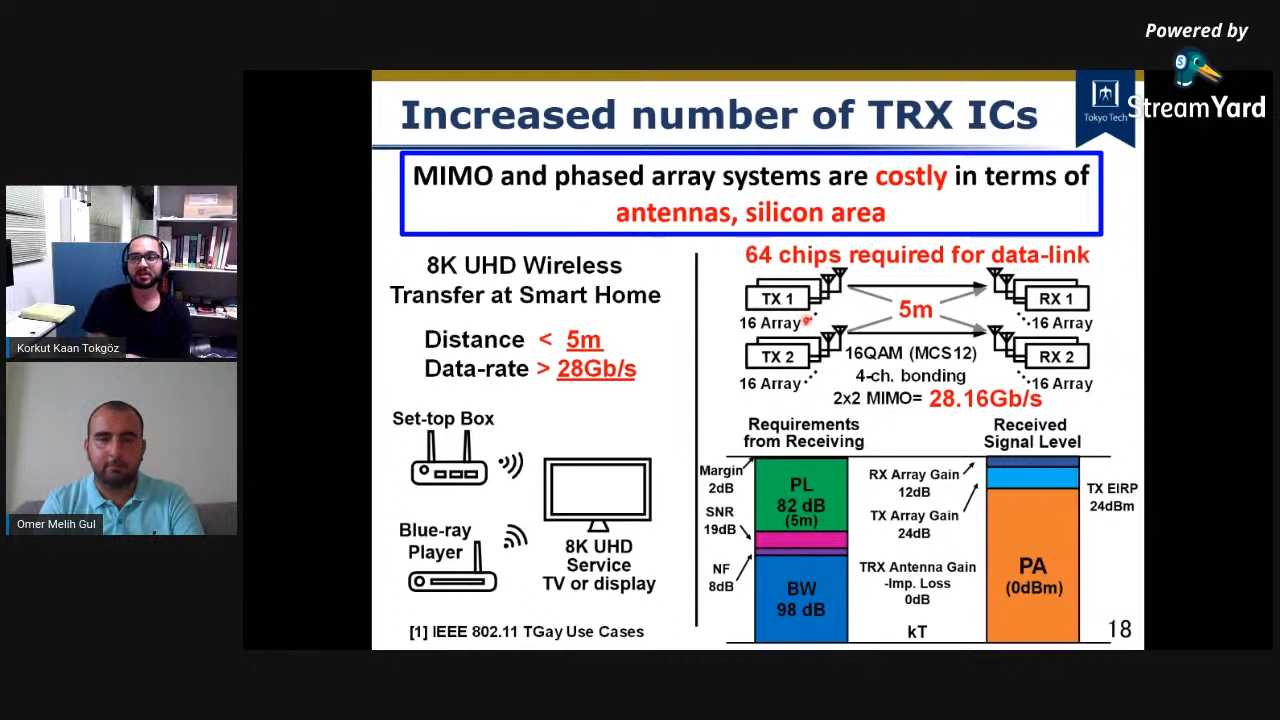 Powered by
StreamYard
Increased number of TRX ICs
Tokyo Tech
MIMO and phased array systems are costly in terms of
antennas, silicon area
8K UHD Wireless
Transfer at Smart Home
Distance < 5m
Data-rate > 28Gb/s
Set-top Box
Blue-ray
Player
8K UHD
Service
TV or display
[1] IEEE 802.11 TGay Use Cases
64 chips required for data-link
TX 1
RX 1
16 Array
5m
16 Array
TX 2
RX 2
16 Array
16 Array
16QAM (MCS12)
4-ch. bonding
2x2 MIMO= 28.16Gb/s
Requirements
from Receiving
Received
Signal Level
Margin
2dB
SNR
19dB
NF
8dB
PL
82 dB
(5m)
BW
98 dB
RX Array Gain
12dB
TX Array Gain
24dB
TRX Antenna Gain
-Imp. Loss
0dB
kT
PA
(0dBm)
TX EIRP
24dBm
18
Korkut Kaan Tokgöz
Omer Melih Gul